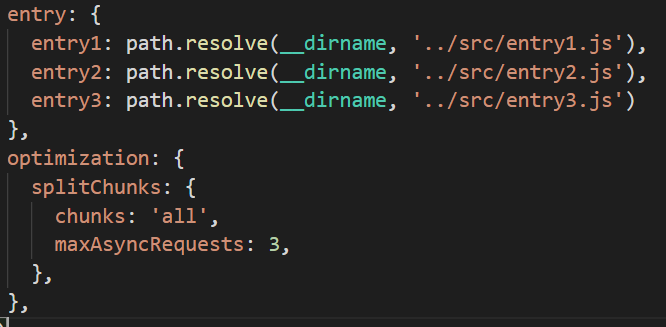 entry: {
  entry1: path.resolve(__dirname, '../src/entry1.js'),
  entry2: path.resolve(__dirname, '../src/entry2.js'),
  entry3: path.resolve(__dirname, '../src/entry3.js')
},
optimization: {
  splitChunks: {
    chunks: 'all',
    maxAsyncRequests: 3,
  },
},